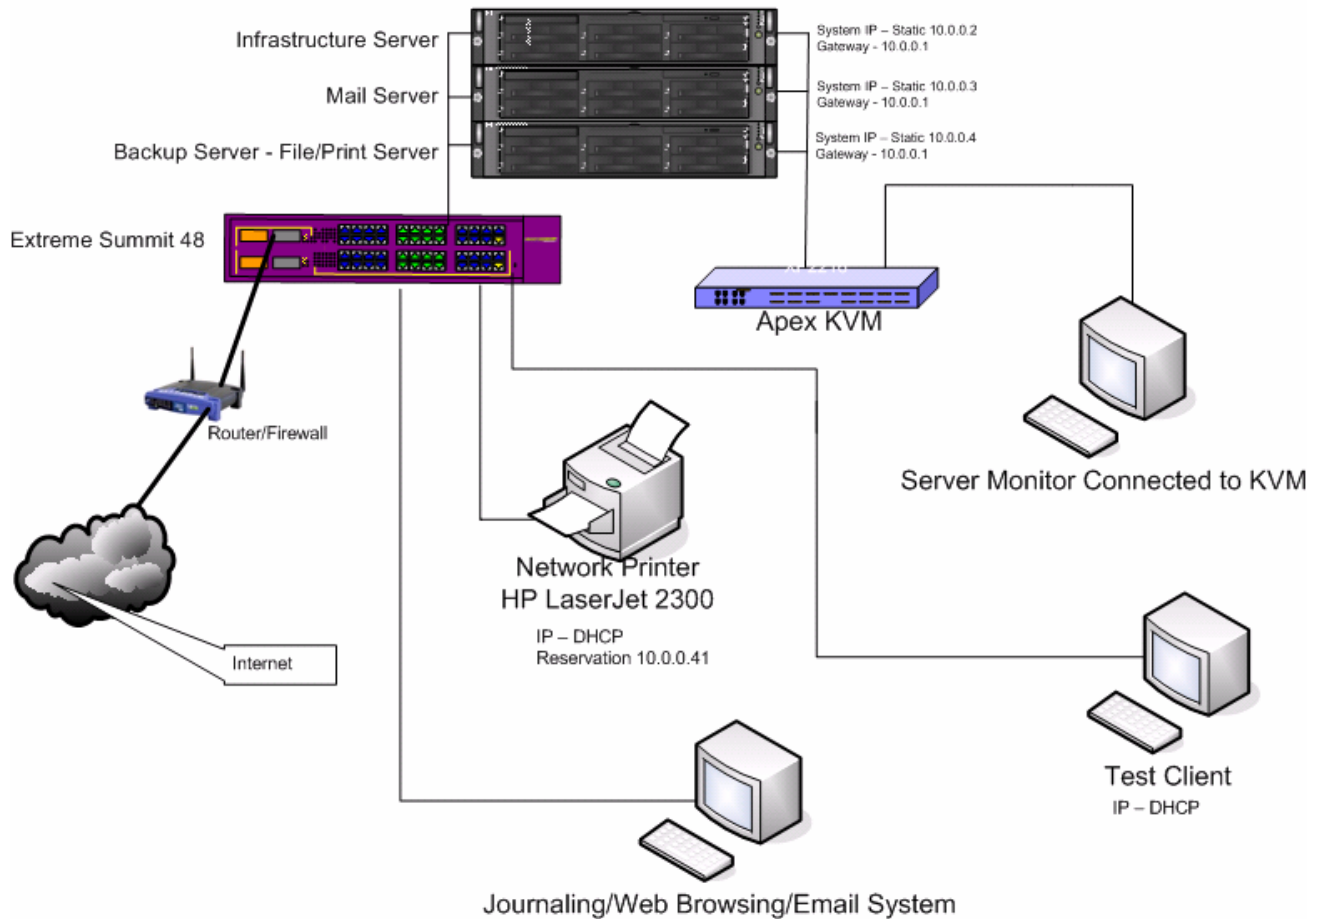 Infrastructure Server
System IP – Static 10.0.0.2
Gateway - 10.0.0.1
Mail Server
System IP – Static 10.0.0.3
Gateway - 10.0.0.1
Backup Server - File/Print Server
System IP – Static 10.0.0.4
Gateway - 10.0.0.1
Extreme Summit 48
Apex KVM
Router/Firewall
Server Monitor Connected to KVM
Network Printer
HP LaserJet 2300
IP – DHCP
Reservation 10.0.0.41
Internet
Test Client
IP – DHCP
Journaling/Web Browsing/Email System